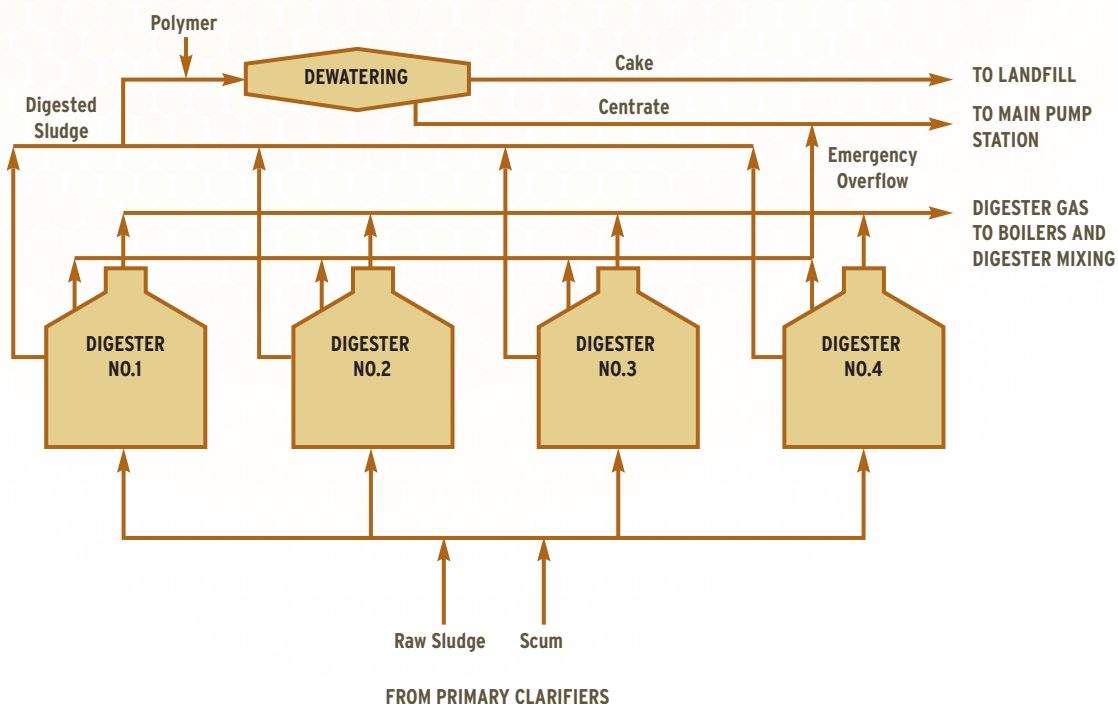 Polymer
DEWATERING
Cake
TO LANDFILL
Digested
Sludge
Centrate
TO MAIN PUMP
STATION
Emergency
Overflow
DIGESTER GAS
TO BOILERS AND
DIGESTER MIXING
DIGESTER
NO.1
DIGESTER
NO.2
DIGESTER
NO.3
DIGESTER
NO.4
Raw Sludge
Scum
FROM PRIMARY CLARIFIERS